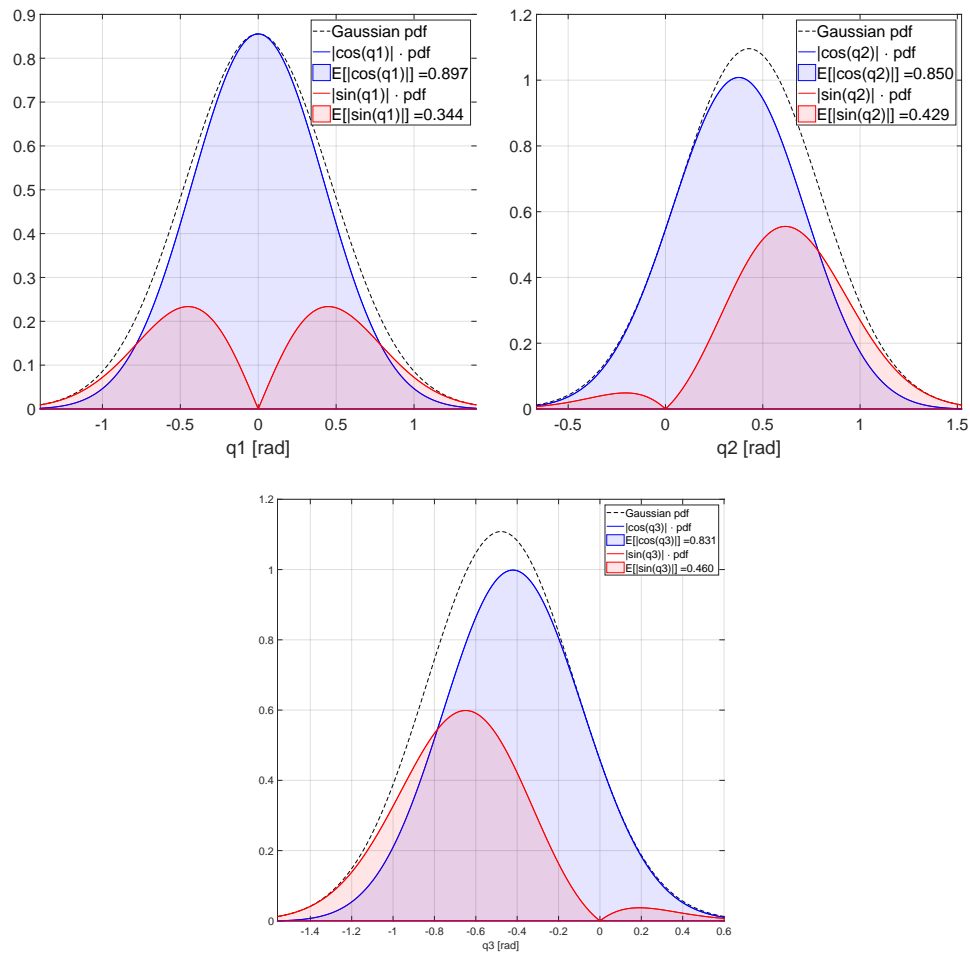 0.9
0.8
0.7
0.6
0.5
0.4
0.3
0.2
0.1
0
-1
-0.5
0
0.5
1
q1 [rad]
Gaussian pdf
|cos(q1)| · pdf
E[|cos(q1)|] =0.897
|sin(q1)| · pdf
E[|sin(q1)|] =0.344
1.2
1
0.8
0.6
0.4
0.2
0
-0.5
0
0.5
1
1.5
q2 [rad]
Gaussian pdf
|cos(q2)| · pdf
E[|cos(q2)|] =0.850
|sin(q2)| · pdf
E[|sin(q2)|] =0.429
1.2
1
0.8
0.6
0.4
0.2
0
-1.4
-1.2
-1
-0.8
-0.6
-0.4
-0.2
0
0.2
0.4
0.6
q3 [rad]
Gaussian pdf
|cos(q3)| · pdf
E[|cos(q3)|] =0.831
|sin(q3)| · pdf
E[|sin(q3)|] =0.460